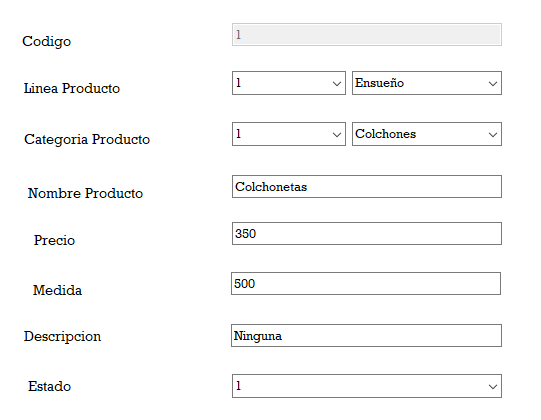 Codigo 1
Linea Producto 1 Ensueño
Categoria Producto 1 Colchones
Nombre Producto Colchonetas
Precio 350
Medida 500
Descripcion Ninguna
Estado 1